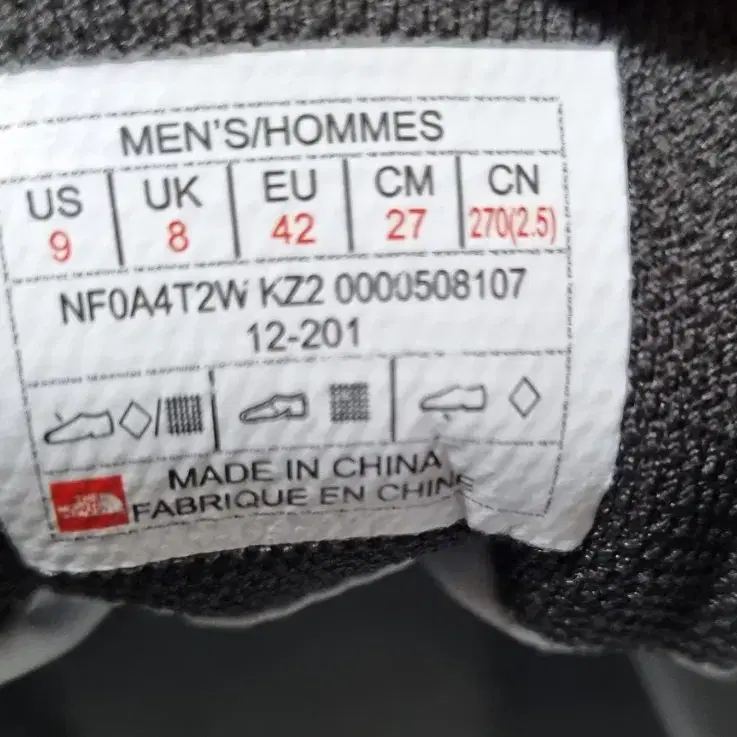 MEN'S/HOMMES
US UK EU CM CN
9 8 42 27 270(2.5)
NF0A4T2W KZ2 0000508107
12-201
MADE IN CHINA
FABRIQUE EN CHINE